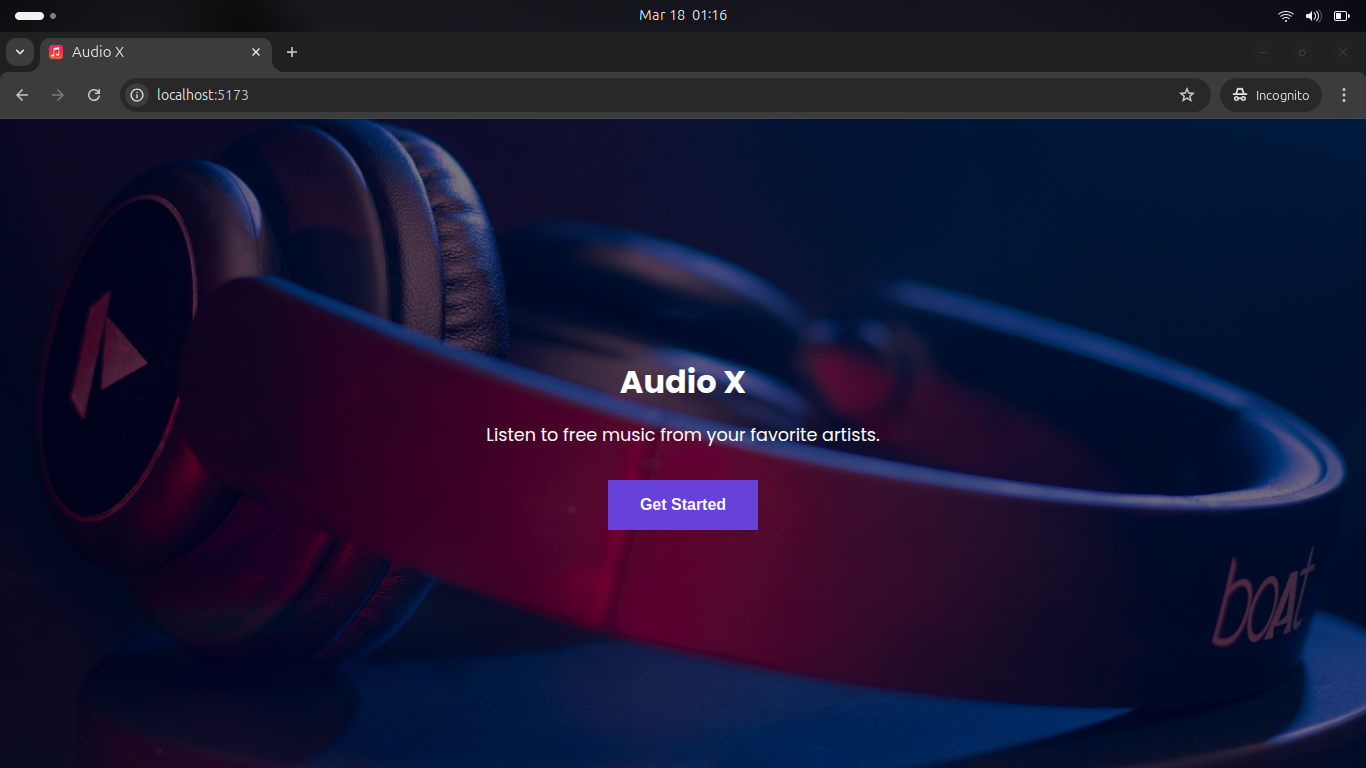 Mar 18 01:16
Audio X
localhost:5173
Incognito
Audio X
Listen to free music from your favorite artists.
Get Started
boAt